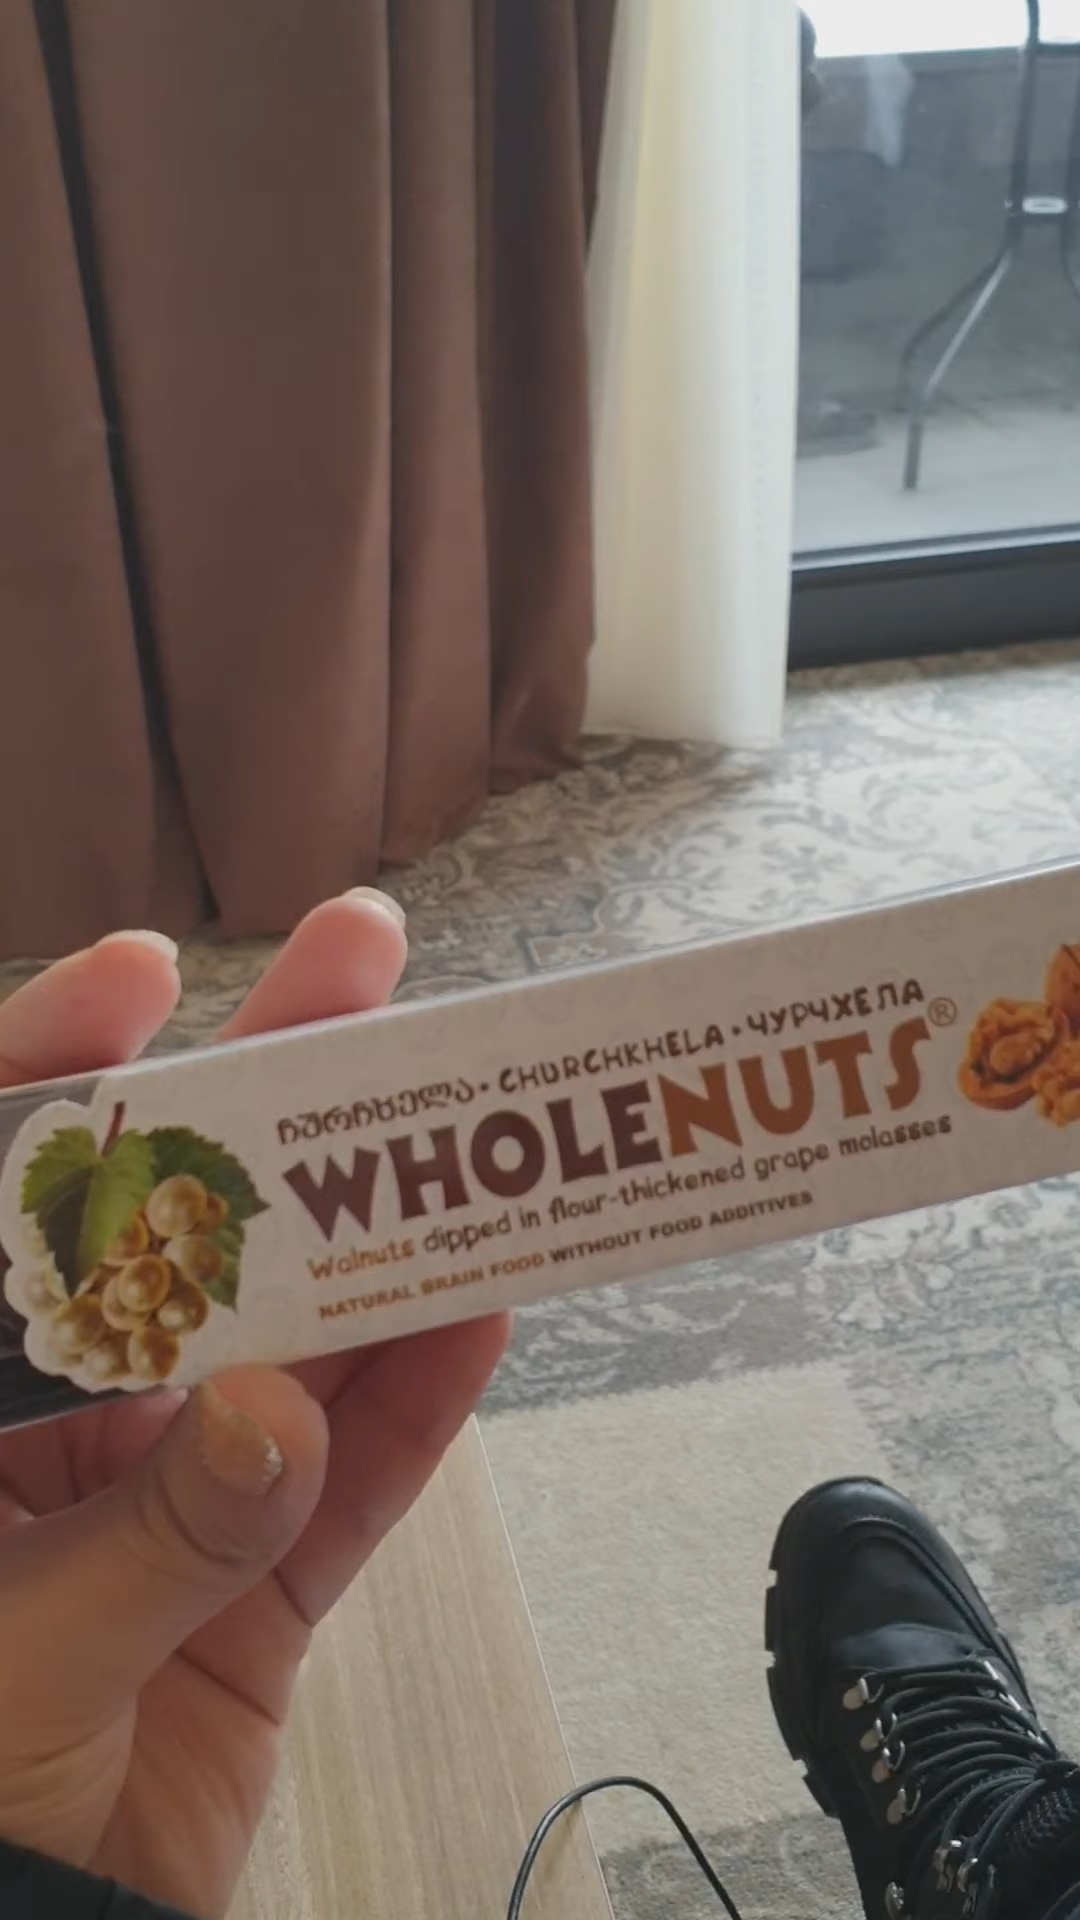 ჩურჩხელა • CHURCHKHELA • ЧУРЧХЕЛА
WHOLENUTS®
Walnuts dipped in flour-thickened grape molasses
NATURAL BRAIN FOOD WITHOUT FOOD ADDITIVES